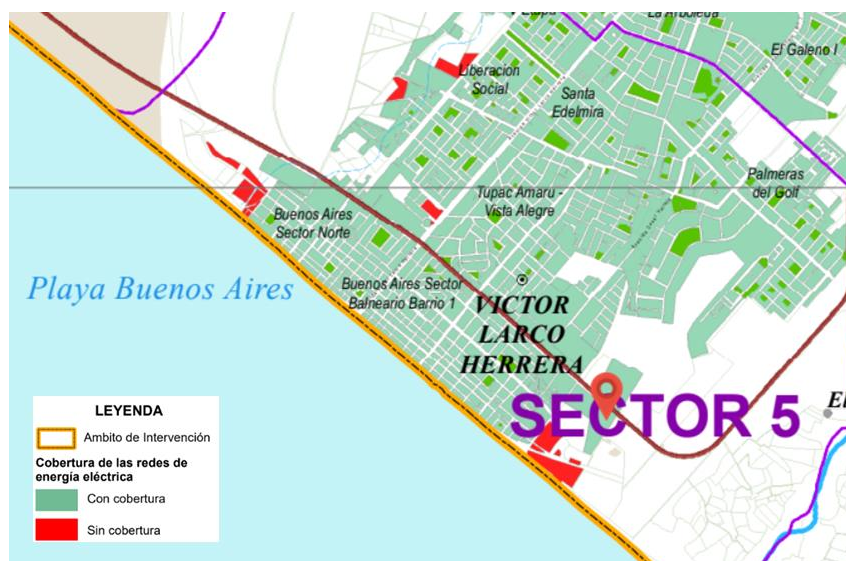 La Arboleda
El Galeno I
Liberacion
Social
Santa
Edelmira
Palmeras
del Golf
Tupac Amaru -
Vista Alegre
Buenos Aires
Sector Norte
Playa Buenos Aires
Buenos Aires Sector
Balneario Barrio 1
VICTOR
LARCO
HERRERA
SECTOR 5
El
LEYENDA
Ambito de Intervención
Cobertura de las redes de
energía eléctrica
Con cobertura
Sin cobertura